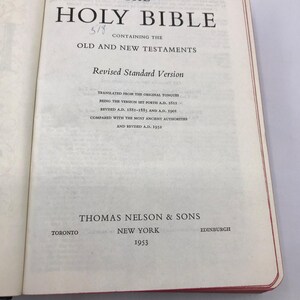 THE
HOLY BIBLE
CONTAINING THE
OLD AND NEW TESTAMENTS
Revised Standard Version
TRANSLATED FROM THE ORIGINAL TONGUES
BEING THE VERSION SET FORTH A.D. 1611
REVISED A.D. 1881-1885 AND A.D. 1901
COMPARED WITH THE MOST ANCIENT AUTHORITIES
AND REVISED A.D. 1952
THOMAS NELSON & SONS
TORONTO NEW YORK EDINBURGH
1953